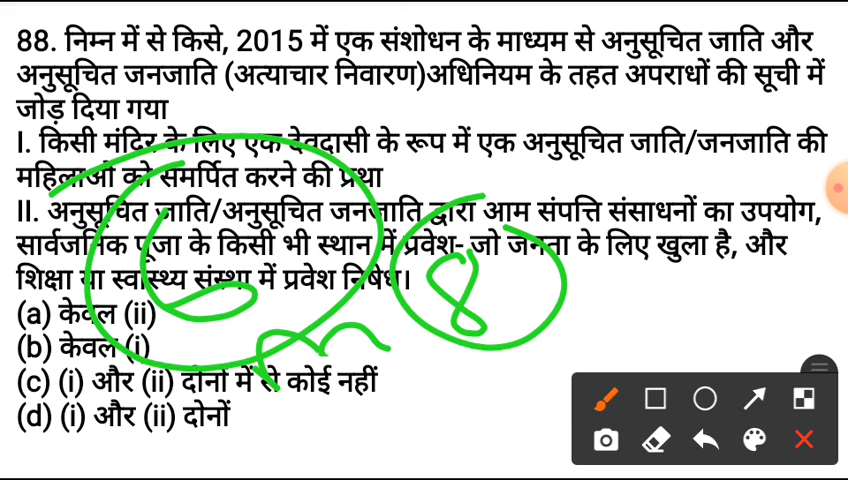 88. निम्न में से किसे, 2015 में एक संशोधन के माध्यम से अनुसूचित जाति और
अनुसूचित जनजाति (अत्याचार निवारण)अधिनियम के तहत अपराधों की सूची में
जोड़ दिया गया
I. किसी मंदिर के लिए एक देवदासी के रूप में एक अनुसूचित जाति/जनजाति की
महिलाओं को समर्पित करने की प्रथा
II. अनुसूचित जाति/अनुसूचित जनजाति द्वारा आम संपत्ति संसाधनों का उपयोग,
सार्वजनिक पूजा के किसी भी स्थान में प्रवेश- जो जनता के लिए खुला है, और
शिक्षा या स्वास्थ्य संस्था में प्रवेश निषेध।
(a) केवल (ii)
(b) केवल (i)
(c) (i) और (ii) दोनों में से कोई नहीं
(d) (i) और (ii) दोनों
6
8